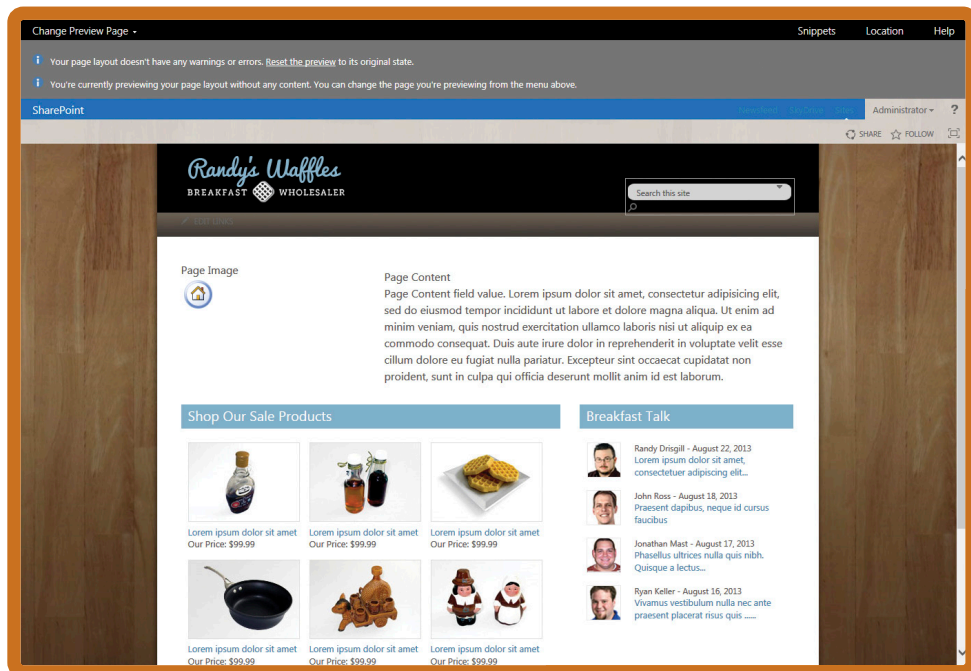 Change Preview Page
Snippets Location Help
Your page layout doesn't have any warnings or errors. Reset the preview to its original state.
You're currently previewing your page layout without any content. You can change the page you're previewing from the menu above.
SharePoint
Newsfeed SkyDrive Sites Administrator ?
SHARE FOLLOW
Randy's Waffles
BREAKFAST WHOLESALER
Search this site
EDIT LINKS
Page Image
Page Content
Page Content field value. Lorem ipsum dolor sit amet, consectetur adipisicing elit,
sed do eiusmod tempor incididunt ut labore et dolore magna aliqua. Ut enim ad
minim veniam, quis nostrud exercitation ullamco laboris nisi ut aliquip ex ea
commodo consequat. Duis aute irure dolor in reprehenderit in voluptate velit esse
cillum dolore eu fugiat nulla pariatur. Excepteur sint occaecat cupidatat non
proident, sunt in culpa qui officia deserunt mollit anim id est laborum.
Shop Our Sale Products
Lorem ipsum dolor sit amet
Our Price: $99.99
Lorem ipsum dolor sit amet
Our Price: $99.99
Lorem ipsum dolor sit amet
Our Price: $99.99
Lorem ipsum dolor sit amet
Our Price: $99.99
Lorem ipsum dolor sit amet
Our Price: $99.99
Lorem ipsum dolor sit amet
Our Price: $99.99
Breakfast Talk
Randy Drisgill - August 22, 2013
Lorem ipsum dolor sit amet,
consectetuer adipiscing elit...
John Ross - August 18, 2013
Praesent dapibus, neque id cursus
faucibus
Jonathan Mast - August 17, 2013
Phasellus ultrices nulla quis nibh.
Quisque a lectus...
Ryan Keller - August 16, 2013
Vivamus vestibulum nulla nec ante
praesent placerat risus quis ......